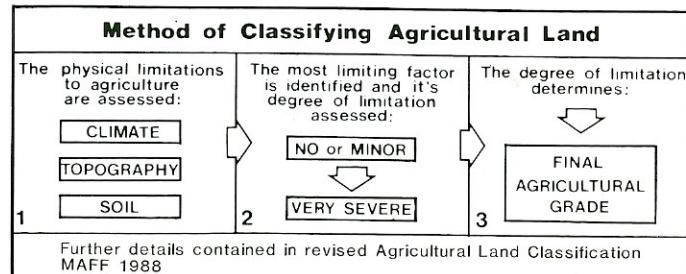 Method of Classifying Agricultural Land
The physical limitations
to agriculture
are assessed:
CLIMATE
TOPOGRAPHY
SOIL
1
The most limiting factor
is identified and it's
degree of limitation
assessed:
NO or MINOR
VERY SEVERE
2
The degree of limitation
determines:
FINAL
AGRICULTURAL
GRADE
3
Further details contained in revised Agricultural Land Classification
MAFF 1988